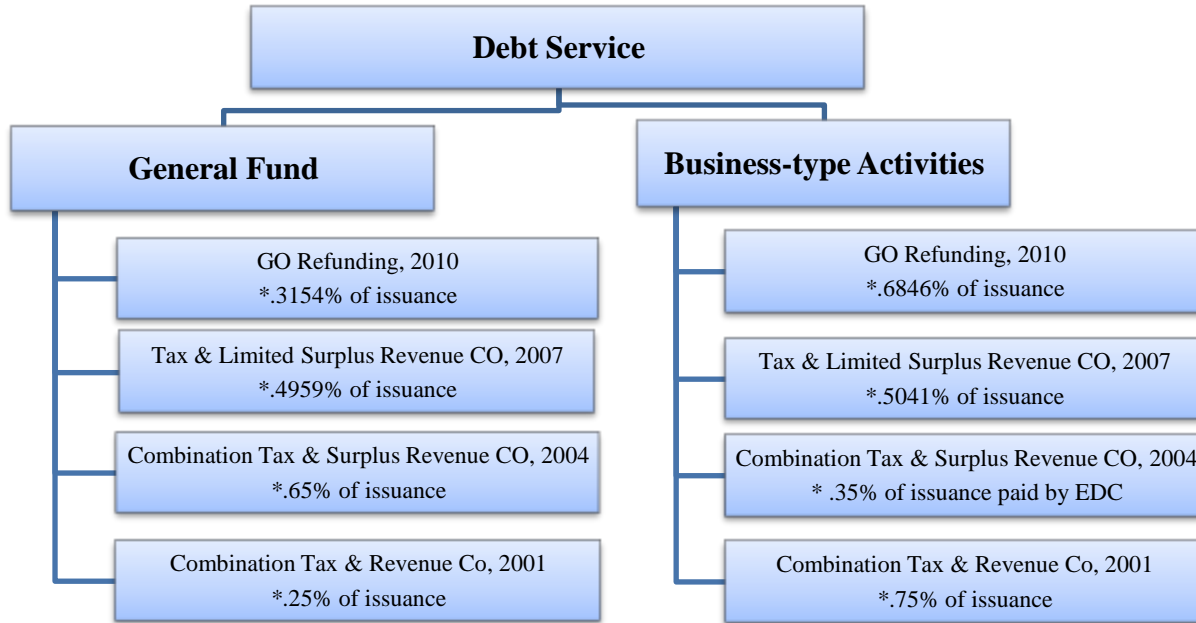 Debt Service
General Fund
GO Refunding, 2010
*.3154% of issuance
Tax & Limited Surplus Revenue CO, 2007
*.4959% of issuance
Combination Tax & Surplus Revenue CO, 2004
*.65% of issuance
Combination Tax & Revenue Co, 2001
*.25% of issuance
Business-type Activities
GO Refunding, 2010
*.6846% of issuance
Tax & Limited Surplus Revenue CO, 2007
*.5041% of issuance
Combination Tax & Surplus Revenue CO, 2004
* .35% of issuance paid by EDC
Combination Tax & Revenue Co, 2001
*.75% of issuance